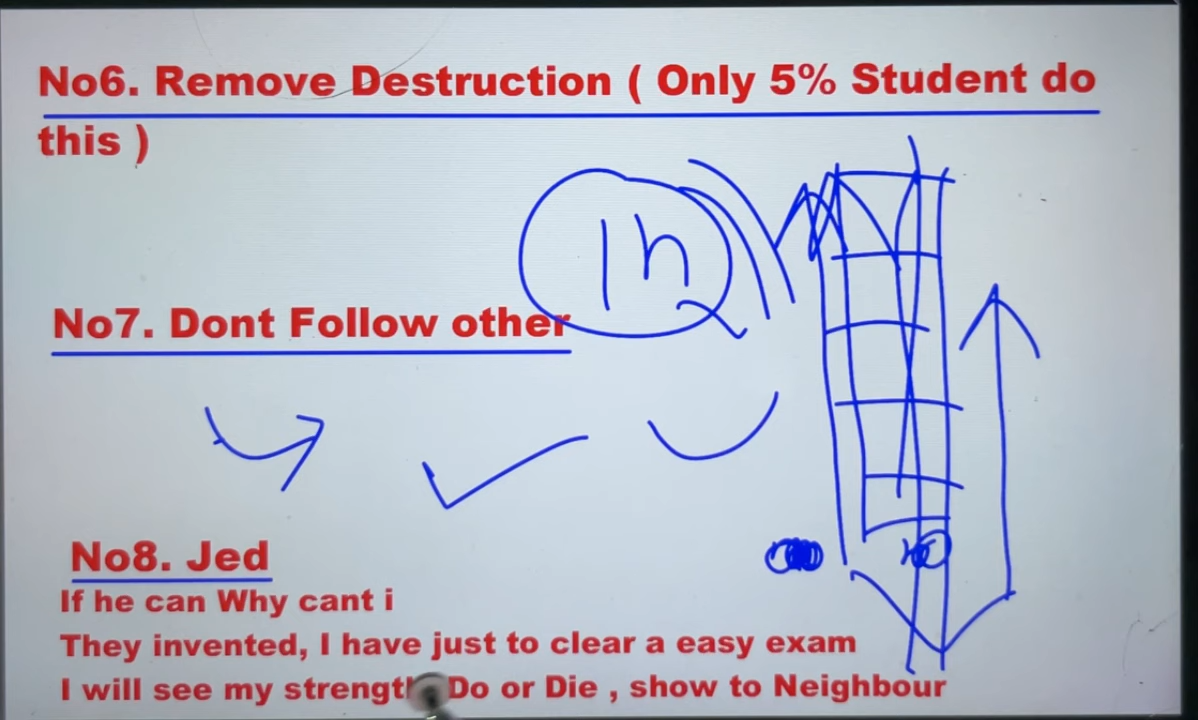 No6. Remove Destruction ( Only 5% Student do
this )
1h
No7. Dont Follow other
No8. Jed
If he can Why cant i
They invented, I have just to clear a easy exam
I will see my strength Do or Die , show to Neighbour